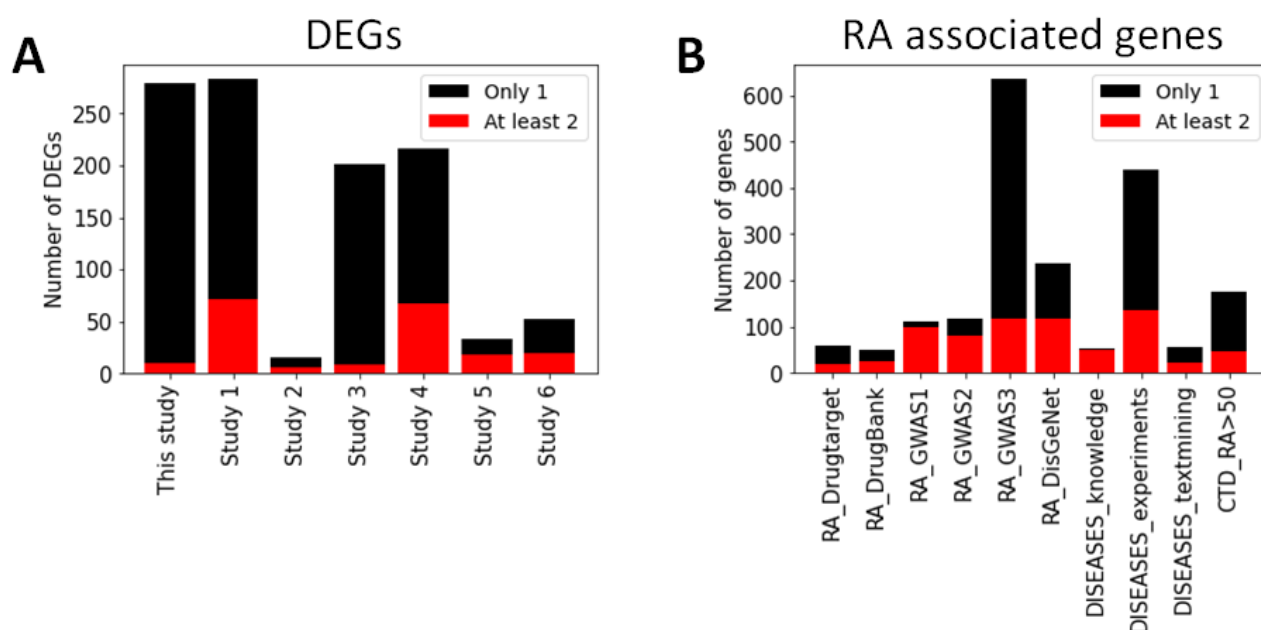 A
DEGs
Number of DEGs
250
200
150
100
50
0
Only 1
At least 2
This study
Study 1
Study 2
Study 3
Study 4
Study 5
Study 6
B
RA associated genes
Number of genes
600
500
400
300
200
100
0
Only 1
At least 2
RA_Drugtarget
RA_DrugBank
RA_GWAS1
RA_GWAS2
RA_GWAS3
RA_DisGeNet
DISEASES_knowledge
DISEASES_experiments
DISEASES_textmining
CTD_RA>50